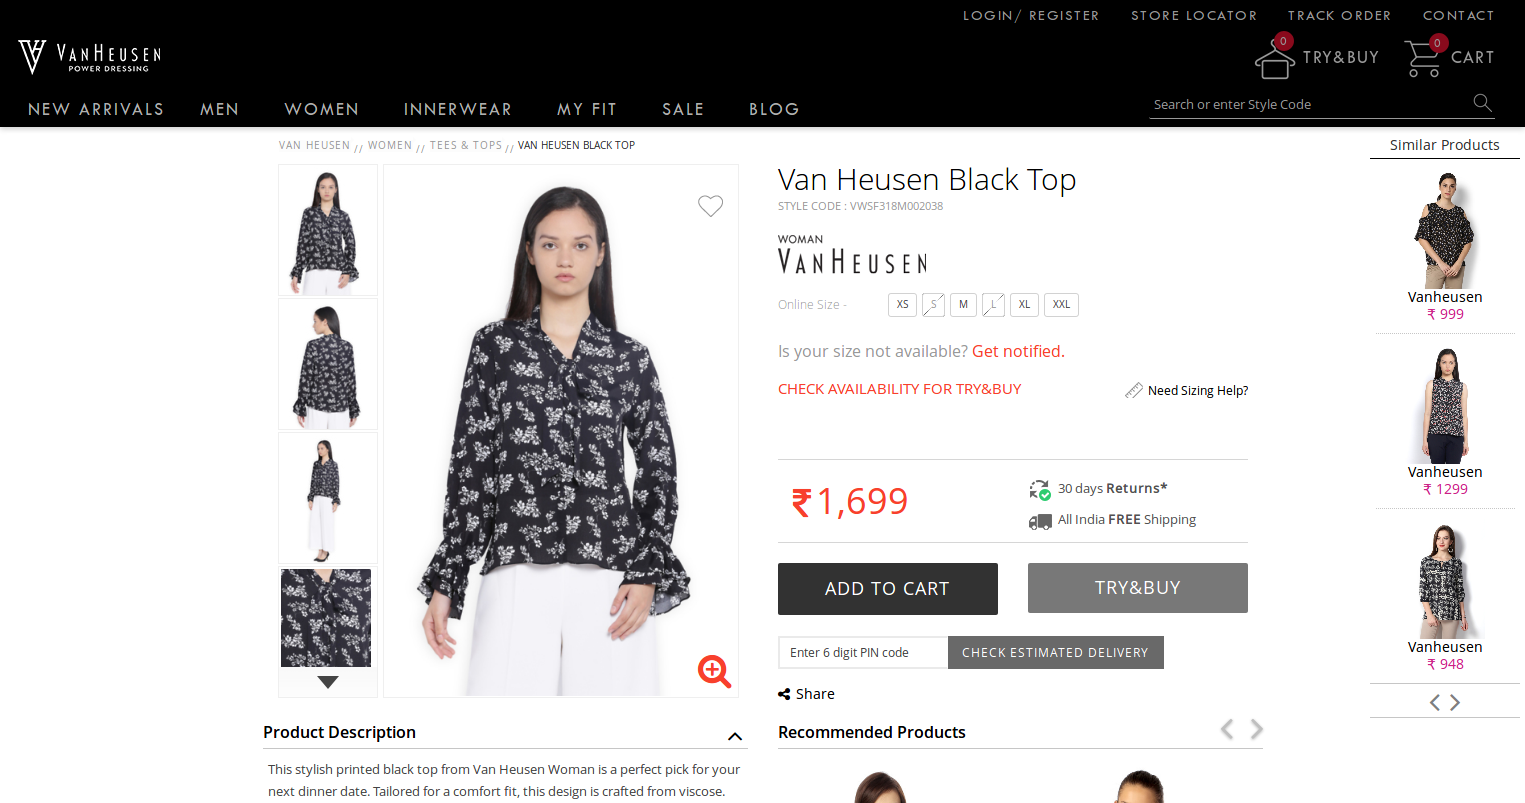 LOGIN/ REGISTER STORE LOCATOR TRACK ORDER CONTACT
VANHEUSEN
POWER DRESSING
0 TRY&BUY 0 CART
NEW ARRIVALS MEN WOMEN INNERWEAR MY FIT SALE BLOG
Search or enter Style Code
VAN HEUSEN // WOMEN // TEES & TOPS // VAN HEUSEN BLACK TOP
Van Heusen Black Top
STYLE CODE : VWSF318M002038
WOMAN
VANHEUSEN
Online Size - XS S M L XL XXL
Is your size not available? Get notified.
CHECK AVAILABILITY FOR TRY&BUY
Need Sizing Help?
₹1,699
30 days Returns*
All India FREE Shipping
ADD TO CART
TRY&BUY
Enter 6 digit PIN code
CHECK ESTIMATED DELIVERY
Share
Product Description
This stylish printed black top from Van Heusen Woman is a perfect pick for your
next dinner date. Tailored for a comfort fit, this design is crafted from viscose.
Recommended Products
Similar Products
Vanheusen
₹ 999
Vanheusen
₹ 1299
Vanheusen
₹ 948